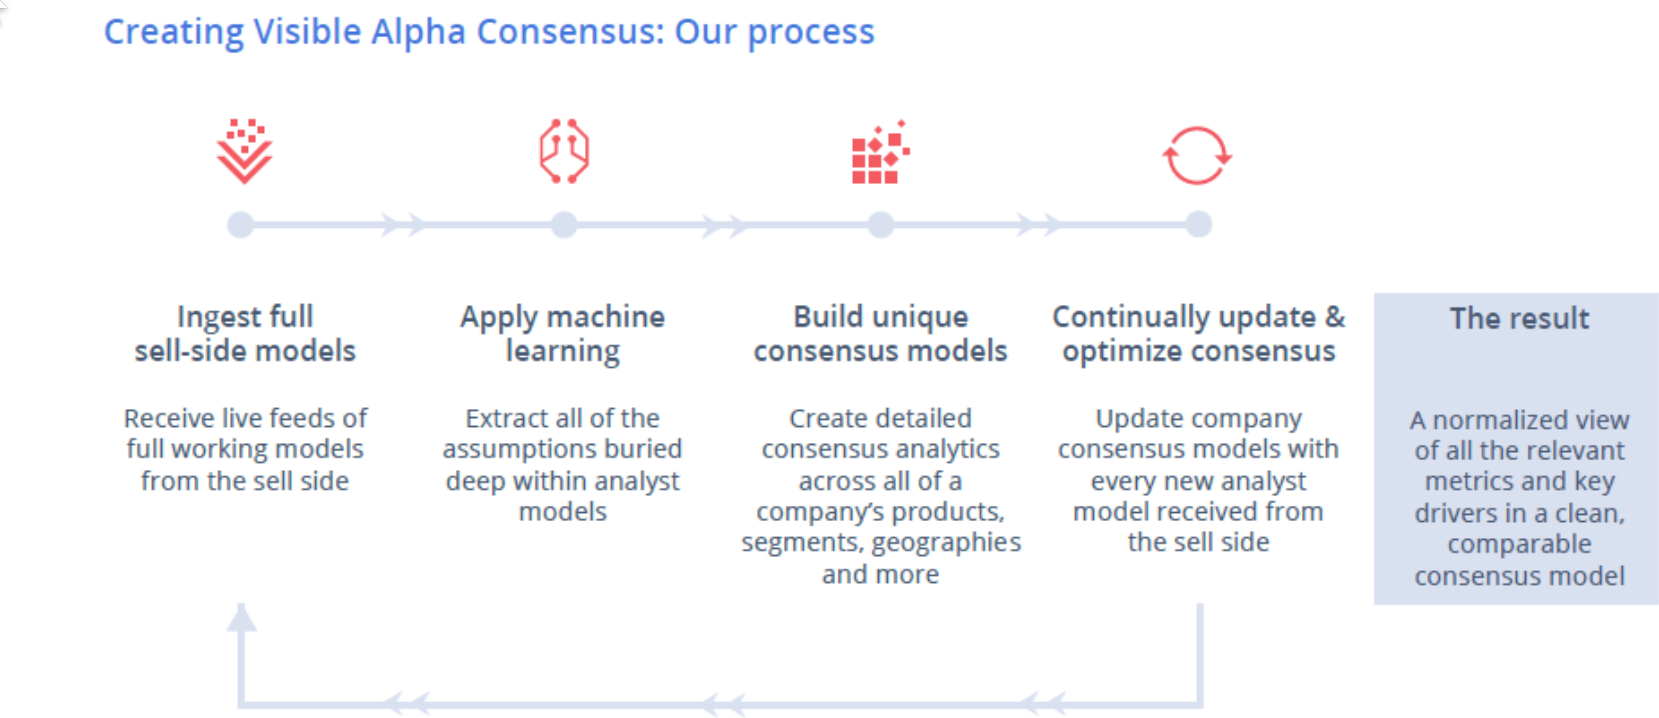 Creating Visible Alpha Consensus: Our process
Ingest full
sell-side models
Receive live feeds of
full working models
from the sell side
Apply machine
learning
Extract all of the
assumptions buried
deep within analyst
models
Build unique
consensus models
Create detailed
consensus analytics
across all of a
company’s products,
segments, geographies
and more
Continually update &
optimize consensus
Update company
consensus models with
every new analyst
model received from
the sell side
The result
A normalized view
of all the relevant
metrics and key
drivers in a clean,
comparable
consensus model